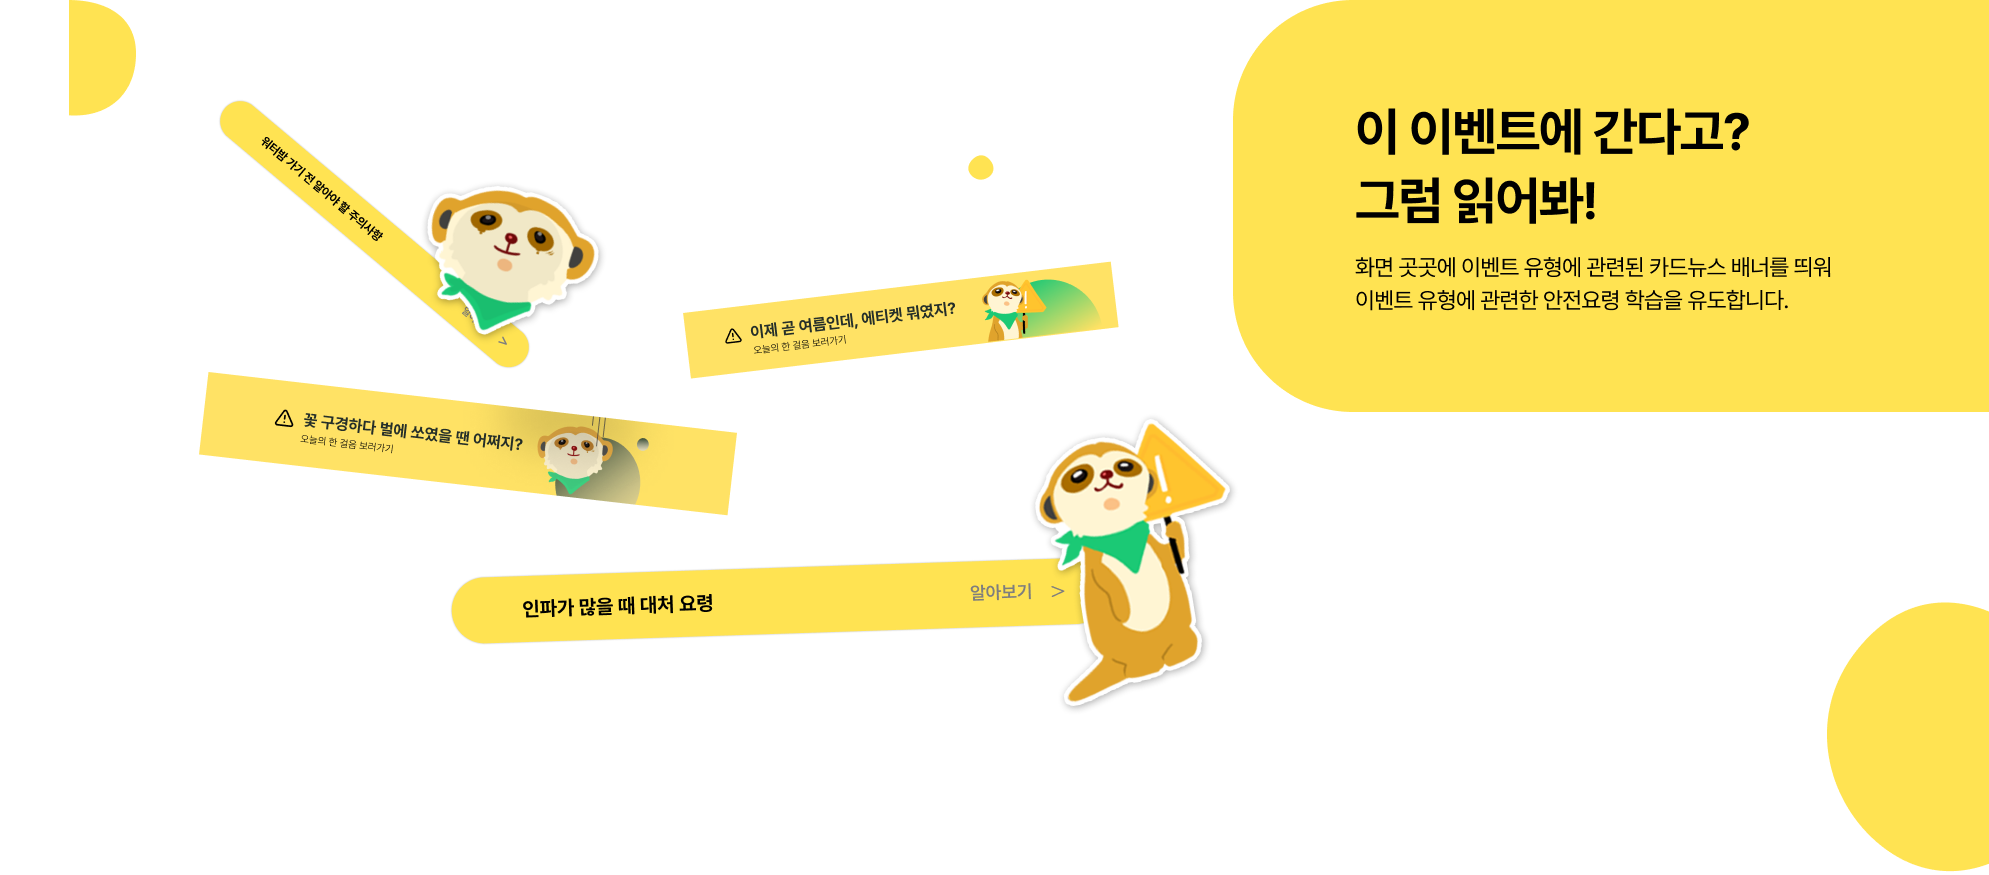 이 이벤트에 간다고?
그럼 읽어봐!
화면 곳곳에 이벤트 유형에 관련된 카드뉴스 배너를 띄워
이벤트 유형에 관련한 안전요령 학습을 유도합니다.
워터밤 가기 전 알아야 할 주의사항
>
이제 곧 여름인데, 에티켓 뭐였지?
오늘의 한 걸음 보러가기
꽃 구경하다 벌에 쏘였을 땐 어쩌지?
오늘의 한 걸음 보러가기
인파가 많을 때 대처 요령
알아보기 >